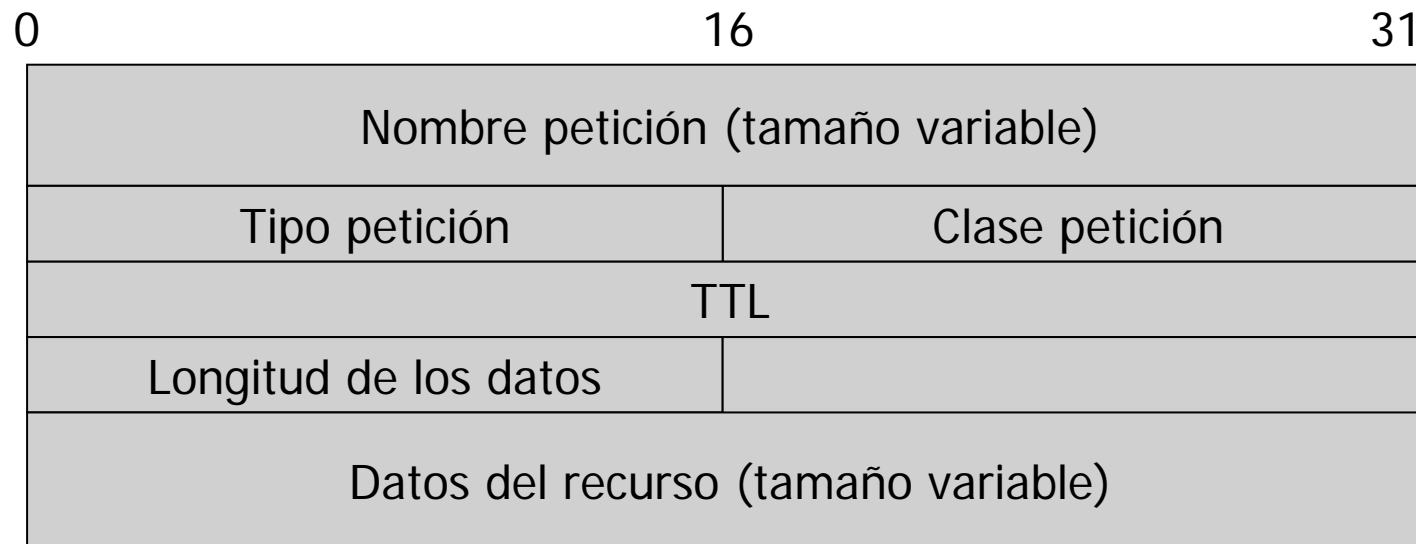 0 16 31
Nombre petición (tamaño variable)
Tipo petición Clase petición
TTL
Longitud de los datos
Datos del recurso (tamaño variable)